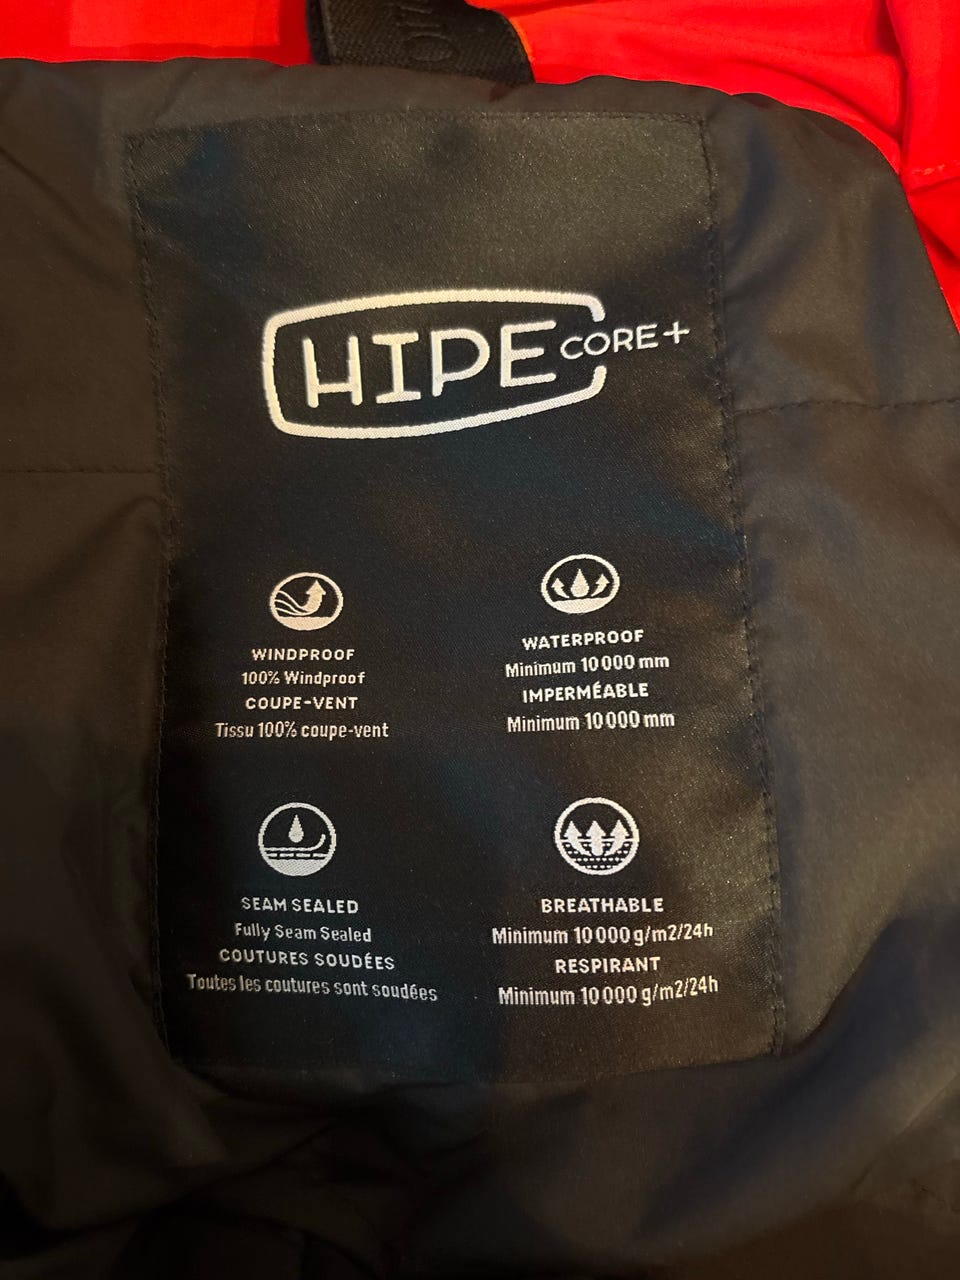 HIPE CORE+
WINDPROOF
100% Windproof
COUPE-VENT
Tissu 100% coupe-vent
WATERPROOF
Minimum 10 000 mm
IMPERMÉABLE
Minimum 10 000 mm
SEAM SEALED
Fully Seam Sealed
COUTURES SOUDÉES
Toutes les coutures sont soudées
BREATHABLE
Minimum 10 000 g/m2/24h
RESPIRANT
Minimum 10 000 g/m2/24h